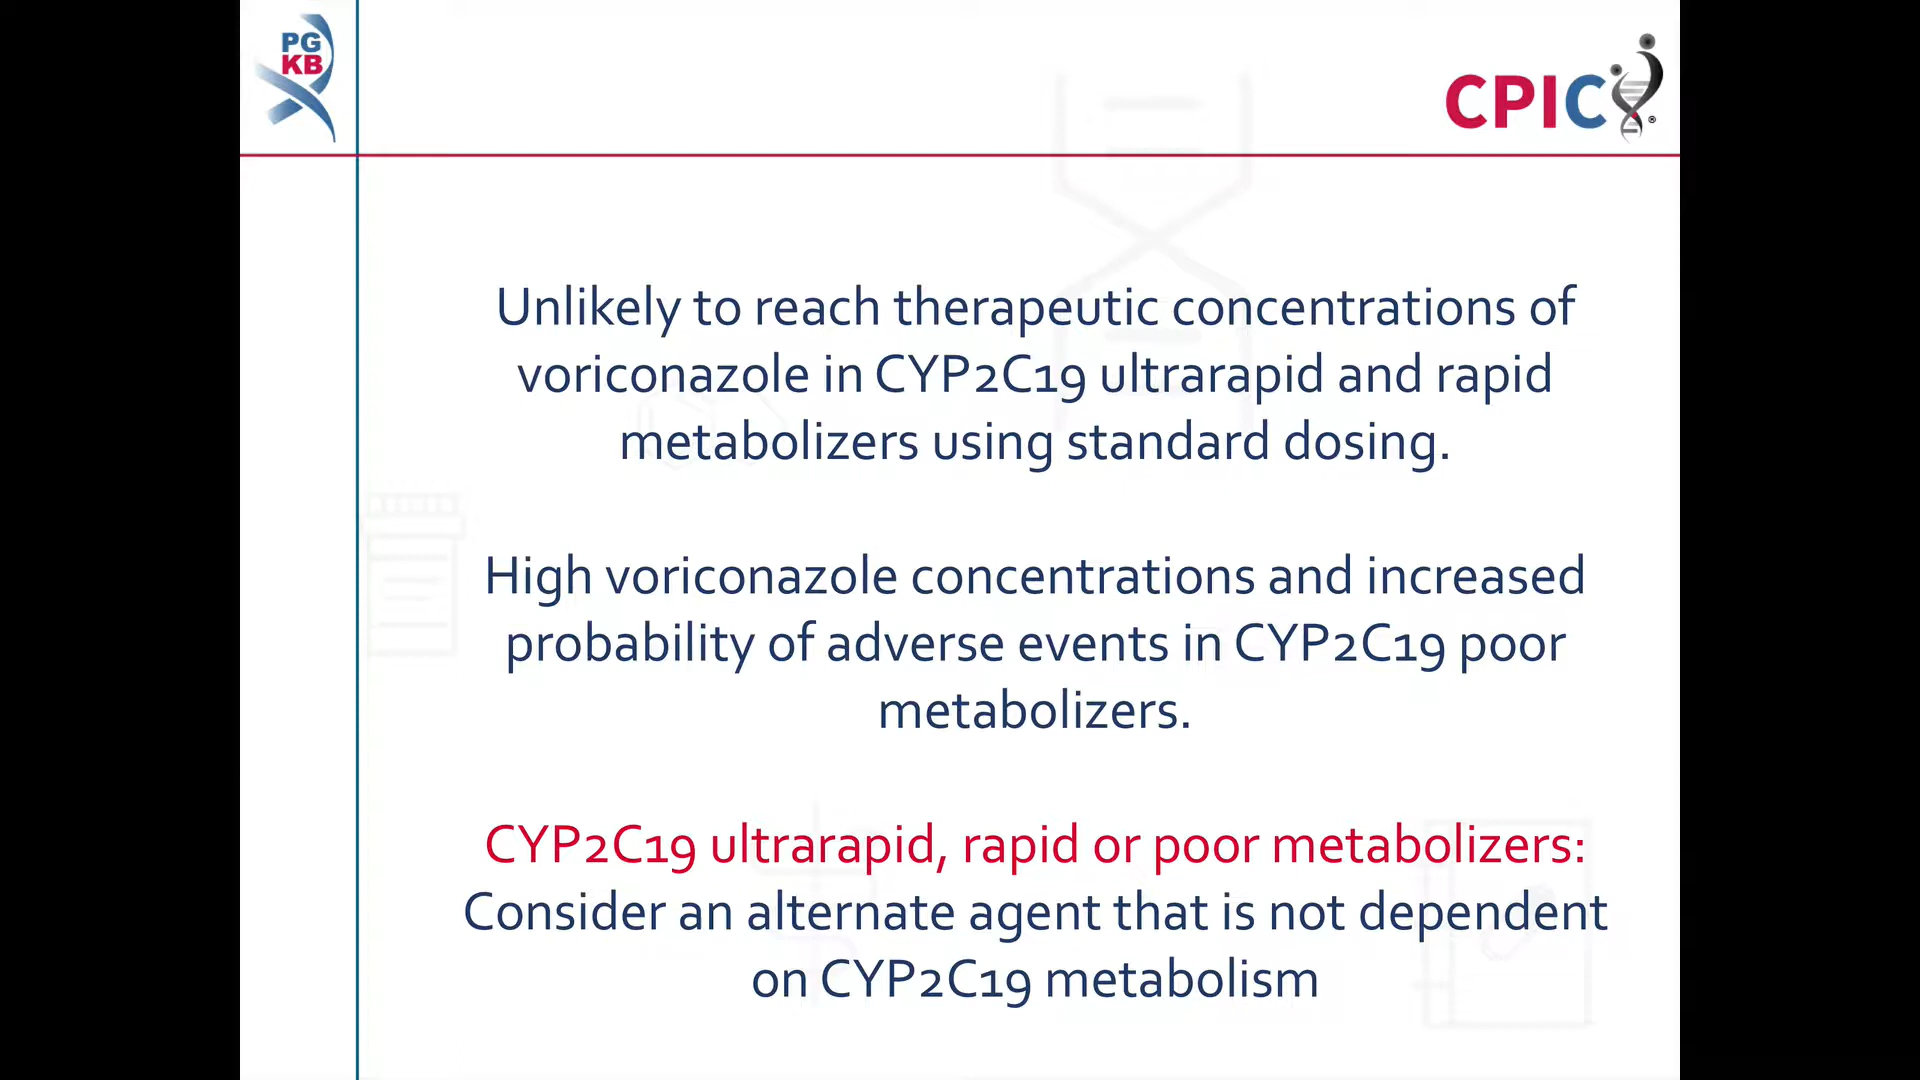 PG
KB
CPIC®
Unlikely to reach therapeutic concentrations of
voriconazole in CYP2C19 ultrarapid and rapid
metabolizers using standard dosing.
High voriconazole concentrations and increased
probability of adverse events in CYP2C19 poor
metabolizers.
CYP2C19 ultrarapid, rapid or poor metabolizers:
Consider an alternate agent that is not dependent
on CYP2C19 metabolism